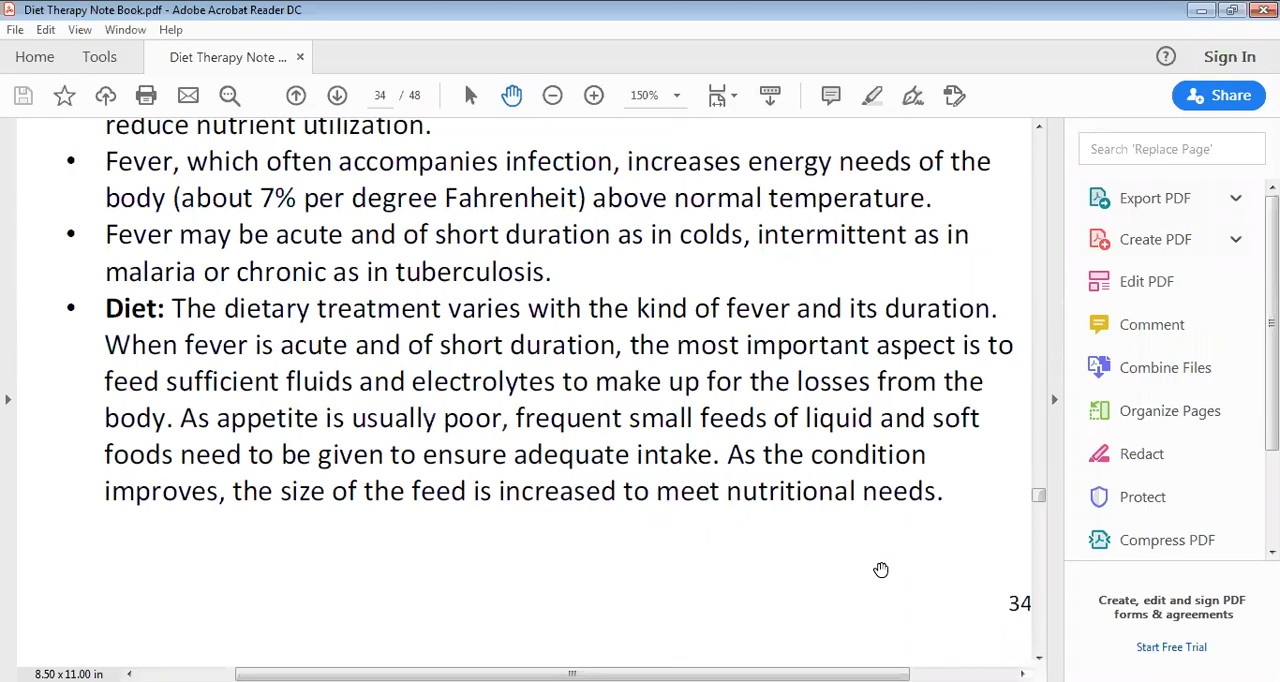 Diet Therapy Note Book.pdf - Adobe Acrobat Reader DC
File Edit View Window Help
Home Tools Diet Therapy Note ... × Sign In
34 / 48 150% Share
reduce nutrient utilization.
• Fever, which often accompanies infection, increases energy needs of the
body (about 7% per degree Fahrenheit) above normal temperature.
• Fever may be acute and of short duration as in colds, intermittent as in
malaria or chronic as in tuberculosis.
• Diet: The dietary treatment varies with the kind of fever and its duration.
When fever is acute and of short duration, the most important aspect is to
feed sufficient fluids and electrolytes to make up for the losses from the
body. As appetite is usually poor, frequent small feeds of liquid and soft
foods need to be given to ensure adequate intake. As the condition
improves, the size of the feed is increased to meet nutritional needs.
34
8.50 x 11.00 in
Search 'Replace Page'
Export PDF
Create PDF
Edit PDF
Comment
Combine Files
Organize Pages
Redact
Protect
Compress PDF
Create, edit and sign PDF
forms & agreements
Start Free Trial